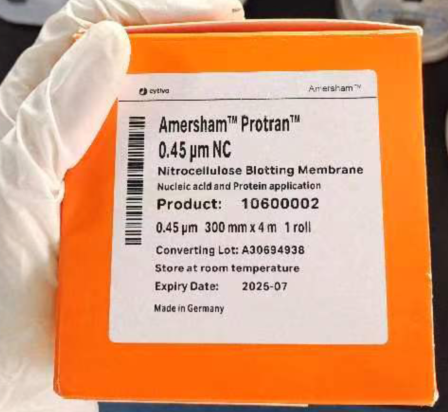 cytiva Amersham™
Amersham™ Protran™
0.45 µm NC
Nitrocellulose Blotting Membrane
Nucleic acid and Protein application
Product: 10600002
0.45 µm 300 mm x 4 m 1 roll
Converting Lot: A30694938
Store at room temperature
Expiry Date: 2025-07
Made in Germany